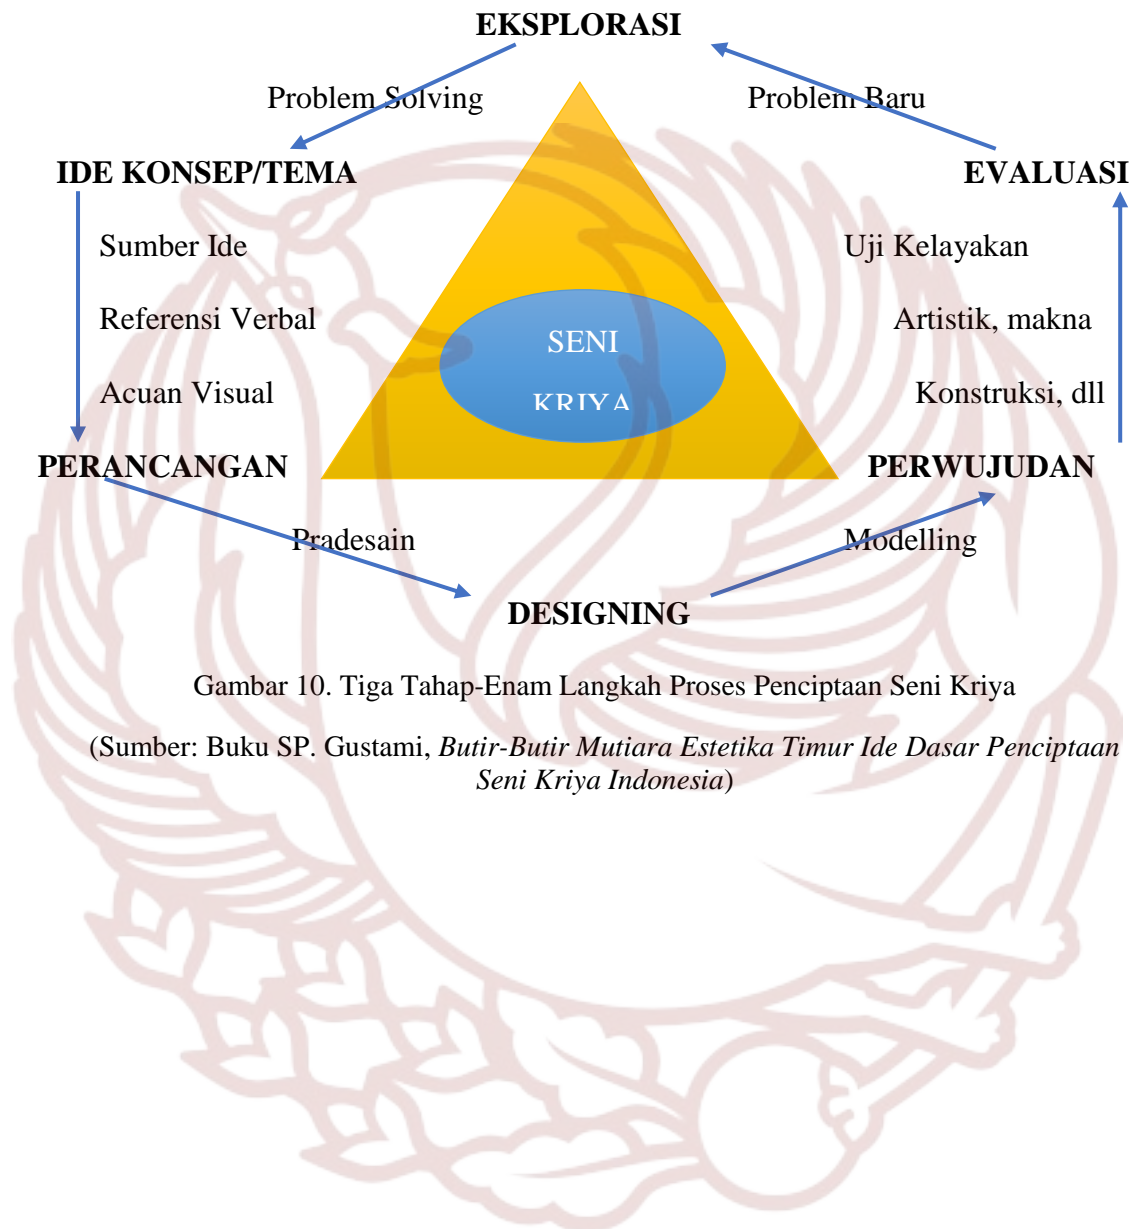 EKSPLORASI
Problem Solving
Problem Baru
IDE KONSEP/TEMA
EVALUASI
Sumber Ide
Uji Kelayakan
Referensi Verbal
Artistik, makna
SENI
KRIYA
Acuan Visual
Konstruksi, dll
PERANCANGAN
PERWUJUDAN
Pradesain
Modelling
DESIGNING
Gambar 10. Tiga Tahap-Enam Langkah Proses Penciptaan Seni Kriya
(Sumber: Buku SP. Gustami, Butir-Butir Mutiara Estetika Timur Ide Dasar Penciptaan
Seni Kriya Indonesia)